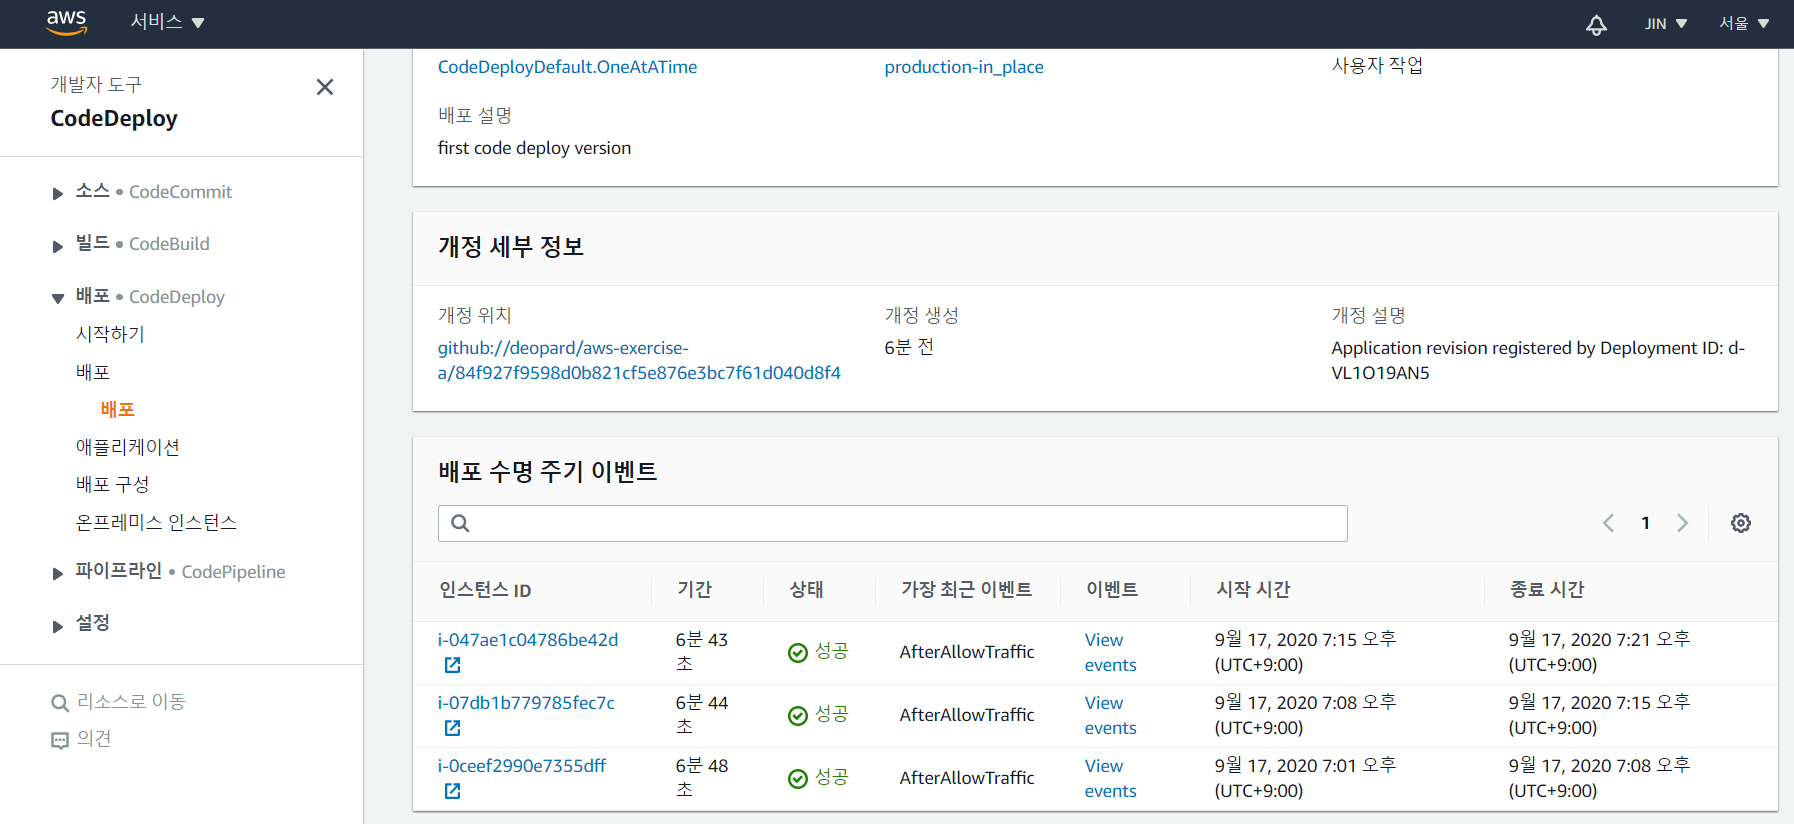 aws 서비스 JIN 서울
개발자 도구
CodeDeploy
소스 • CodeCommit
빌드 • CodeBuild
배포 • CodeDeploy
시작하기
배포
배포
애플리케이션
배포 구성
온프레미스 인스턴스
파이프라인 • CodePipeline
설정
리소스로 이동
의견
CodeDeployDefault.OneAtATime production-in_place 사용자 작업
배포 설명
first code deploy version
개정 세부 정보
개정 위치 개정 생성 개정 설명
github://deopard/aws-exercise- 6분 전 Application revision registered by Deployment ID: d-
a/84f927f9598d0b821cf5e876e3bc7f61d040d8f4 VL1O19AN5
배포 수명 주기 이벤트
1
인스턴스 ID 기간 상태 가장 최근 이벤트 이벤트 시작 시간 종료 시간
i-047ae1c04786be42d 6분 43 성공 AfterAllowTraffic View 9월 17, 2020 7:15 오후 9월 17, 2020 7:21 오후
초 events (UTC+9:00) (UTC+9:00)
i-07db1b779785fec7c 6분 44 성공 AfterAllowTraffic View 9월 17, 2020 7:08 오후 9월 17, 2020 7:15 오후
초 events (UTC+9:00) (UTC+9:00)
i-0ceef2990e7355dff 6분 48 성공 AfterAllowTraffic View 9월 17, 2020 7:01 오후 9월 17, 2020 7:08 오후
초 events (UTC+9:00) (UTC+9:00)